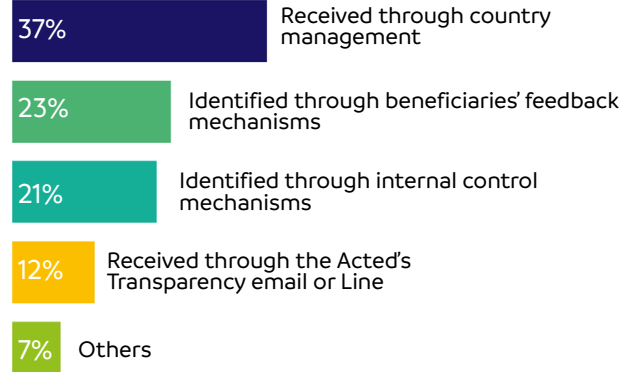 37%
Received through country
management
23%
Identified through beneficiaries’ feedback
mechanisms
21%
Identified through internal control
mechanisms
12%
Received through the Acted’s
Transparency email or Line
7%
Others